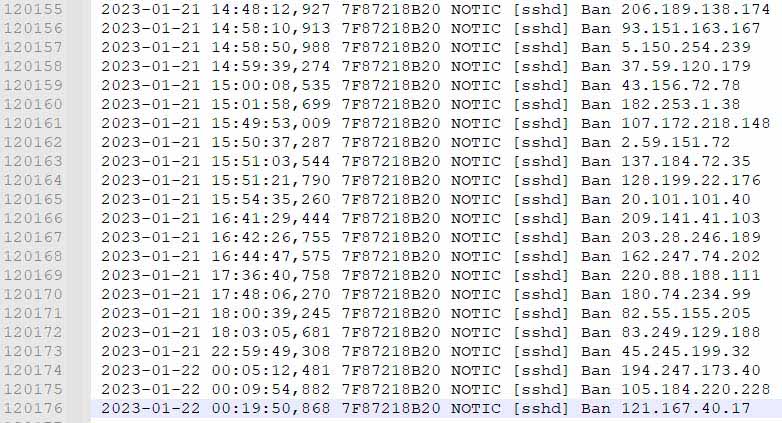 120155 2023-01-21 14:48:12,927 7F87218B20 NOTIC [sshd] Ban 206.189.138.174
120156 2023-01-21 14:58:10,913 7F87218B20 NOTIC [sshd] Ban 93.151.163.167
120157 2023-01-21 14:58:50,988 7F87218B20 NOTIC [sshd] Ban 5.150.254.239
120158 2023-01-21 14:59:39,274 7F87218B20 NOTIC [sshd] Ban 37.59.120.179
120159 2023-01-21 15:00:08,535 7F87218B20 NOTIC [sshd] Ban 43.156.72.78
120160 2023-01-21 15:01:58,699 7F87218B20 NOTIC [sshd] Ban 182.253.1.38
120161 2023-01-21 15:49:53,009 7F87218B20 NOTIC [sshd] Ban 107.172.218.148
120162 2023-01-21 15:50:37,287 7F87218B20 NOTIC [sshd] Ban 2.59.151.72
120163 2023-01-21 15:51:03,544 7F87218B20 NOTIC [sshd] Ban 137.184.72.35
120164 2023-01-21 15:51:21,790 7F87218B20 NOTIC [sshd] Ban 128.199.22.176
120165 2023-01-21 15:54:35,260 7F87218B20 NOTIC [sshd] Ban 20.101.101.40
120166 2023-01-21 16:41:29,444 7F87218B20 NOTIC [sshd] Ban 209.141.41.103
120167 2023-01-21 16:42:26,755 7F87218B20 NOTIC [sshd] Ban 203.28.246.189
120168 2023-01-21 16:44:47,575 7F87218B20 NOTIC [sshd] Ban 162.247.74.202
120169 2023-01-21 17:36:40,758 7F87218B20 NOTIC [sshd] Ban 220.88.188.111
120170 2023-01-21 17:48:06,270 7F87218B20 NOTIC [sshd] Ban 180.74.234.99
120171 2023-01-21 18:00:39,245 7F87218B20 NOTIC [sshd] Ban 82.55.155.205
120172 2023-01-21 18:03:05,681 7F87218B20 NOTIC [sshd] Ban 83.249.129.188
120173 2023-01-21 22:59:49,308 7F87218B20 NOTIC [sshd] Ban 45.245.199.32
120174 2023-01-22 00:05:12,481 7F87218B20 NOTIC [sshd] Ban 194.247.173.40
120175 2023-01-22 00:09:54,882 7F87218B20 NOTIC [sshd] Ban 105.184.220.228
120176 2023-01-22 00:19:50,868 7F87218B20 NOTIC [sshd] Ban 121.167.40.17